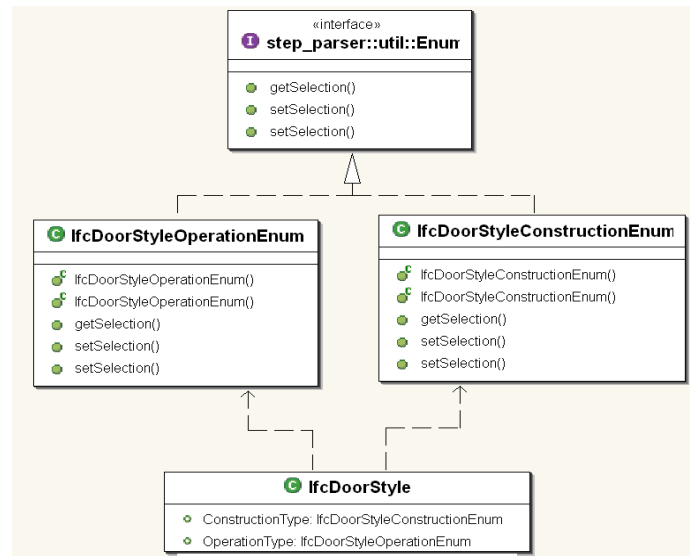 «interface»
I step_parser::util::Enum
getSelection()
setSelection()
setSelection()
C IfcDoorStyleOperationEnum
C IfcDoorStyleOperationEnum()
C IfcDoorStyleOperationEnum()
getSelection()
setSelection()
setSelection()
C IfcDoorStyleConstructionEnum
C IfcDoorStyleConstructionEnum()
C IfcDoorStyleConstructionEnum()
getSelection()
setSelection()
setSelection()
C IfcDoorStyle
ConstructionType: IfcDoorStyleConstructionEnum
OperationType: IfcDoorStyleOperationEnum